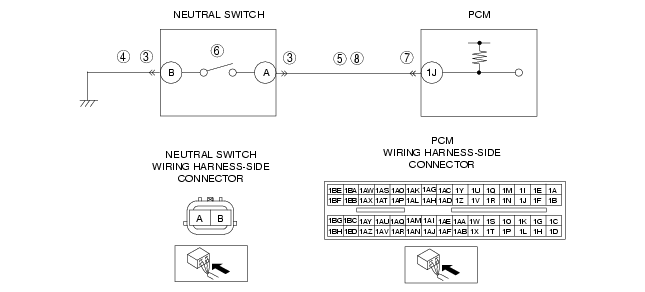 NEUTRAL SWITCH PCM
4 3 6 3 5 8 7
B A 1J
NEUTRAL SWITCH
WIRING HARNESS-SIDE
CONNECTOR
PCM
WIRING HARNESS-SIDE
CONNECTOR
A B
1BE 1BA 1AW 1AS 1AO 1AK 1AG 1AC 1Y 1U 1Q 1M 1I 1E 1A
1BF 1BB 1AX 1AT 1AP 1AL 1AH 1AD 1Z 1V 1R 1N 1J 1F 1B
1BG 1BC 1AY 1AU 1AQ 1AM 1AI 1AE 1AA 1W 1S 1O 1K 1G 1C
1BH 1BD 1AZ 1AV 1AR 1AN 1AJ 1AF 1AB 1X 1T 1P 1L 1H 1D